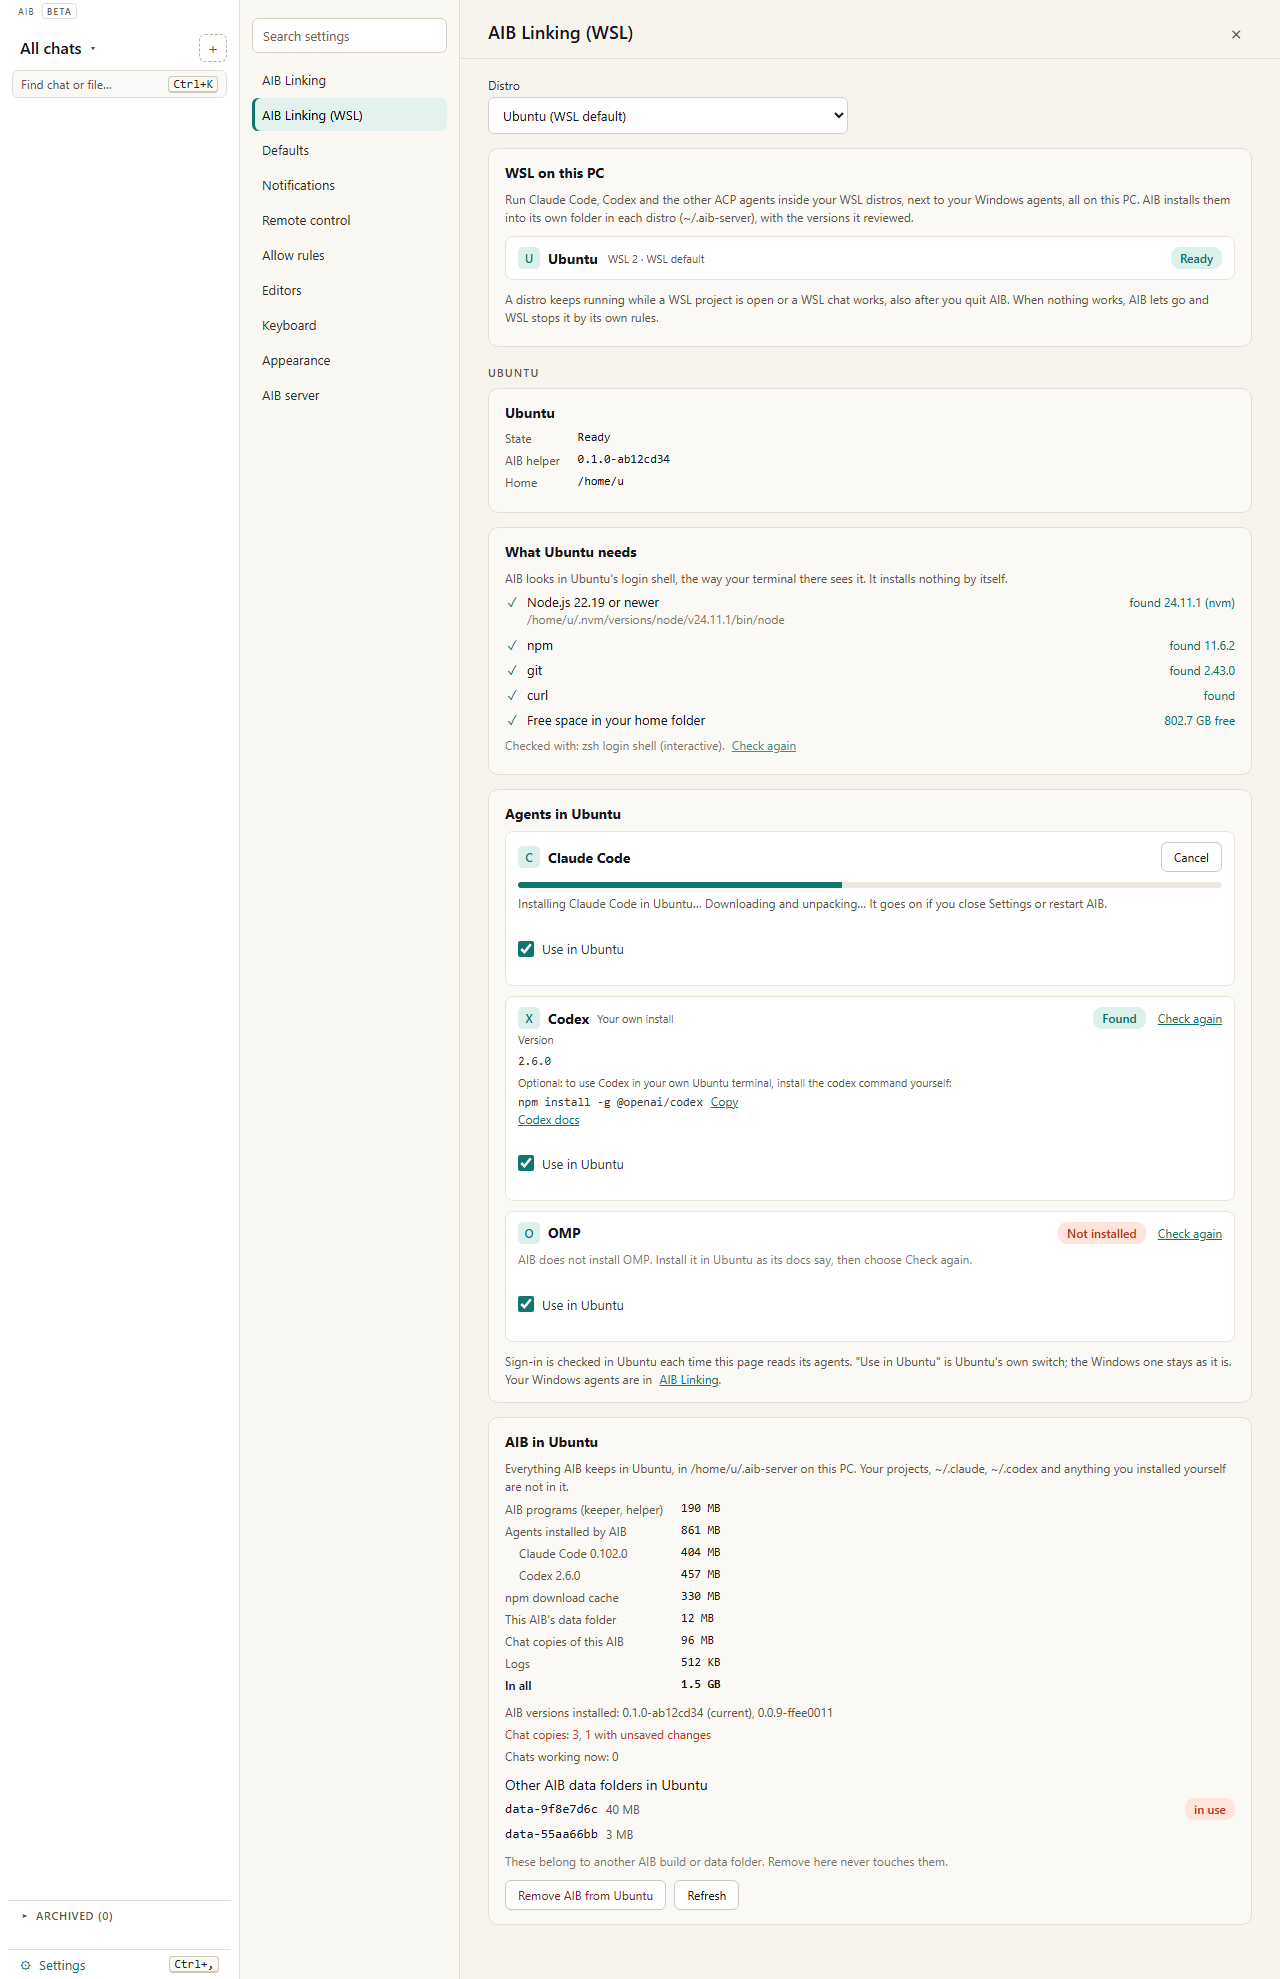 AIB BETA
All chats
+
Find chat or file... Ctrl+K
ARCHIVED (0)
Settings Ctrl+,
Search settings
AIB Linking
AIB Linking (WSL)
Defaults
Notifications
Remote control
Allow rules
Editors
Keyboard
Appearance
AIB server
AIB Linking (WSL)
Distro
Ubuntu (WSL default)
WSL on this PC
Run Claude Code, Codex and the other ACP agents inside your WSL distros, next to your Windows agents, all on this PC. AIB installs them
into its own folder in each distro (~/.aib-server), with the versions it reviewed.
U Ubuntu WSL 2 · WSL default Ready
A distro keeps running while a WSL project is open or a WSL chat works, also after you quit AIB. When nothing works, AIB lets go and
WSL stops it by its own rules.
UBUNTU
Ubuntu
State Ready
AIB helper 0.1.0-ab12cd34
Home /home/u
What Ubuntu needs
AIB looks in Ubuntu's login shell, the way your terminal there sees it. It installs nothing by itself.
✓ Node.js 22.19 or newer found 24.11.1 (nvm)
/home/u/.nvm/versions/node/v24.11.1/bin/node
✓ npm found 11.6.2
✓ git found 2.43.0
✓ curl found
✓ Free space in your home folder 802.7 GB free
Checked with: zsh login shell (interactive). Check again
Agents in Ubuntu
C Claude Code Cancel
Installing Claude Code in Ubuntu... Downloading and unpacking... It goes on if you close Settings or restart AIB.
Use in Ubuntu
X Codex Your own install Found Check again
Version
2.6.0
Optional: to use Codex in your own Ubuntu terminal, install the codex command yourself:
npm install -g @openai/codex Copy
Codex docs
Use in Ubuntu
O OMP Not installed Check again
AIB does not install OMP. Install it in Ubuntu as its docs say, then choose Check again.
Use in Ubuntu
Sign-in is checked in Ubuntu each time this page reads its agents. "Use in Ubuntu" is Ubuntu's own switch; the Windows one stays as it is.
Your Windows agents are in AIB Linking.
AIB in Ubuntu
Everything AIB keeps in Ubuntu, in /home/u/.aib-server on this PC. Your projects, ~/.claude, ~/.codex and anything you installed yourself
are not in it.
AIB programs (keeper, helper) 190 MB
Agents installed by AIB 861 MB
Claude Code 0.102.0 404 MB
Codex 2.6.0 457 MB
npm download cache 330 MB
This AIB's data folder 12 MB
Chat copies of this AIB 96 MB
Logs 512 KB
In all 1.5 GB
AIB versions installed: 0.1.0-ab12cd34 (current), 0.0.9-ffee0011
Chat copies: 3, 1 with unsaved changes
Chats working now: 0
Other AIB data folders in Ubuntu
data-9f8e7d6c 40 MB in use
data-55aa66bb 3 MB
These belong to another AIB build or data folder. Remove here never touches them.
Remove AIB from Ubuntu Refresh